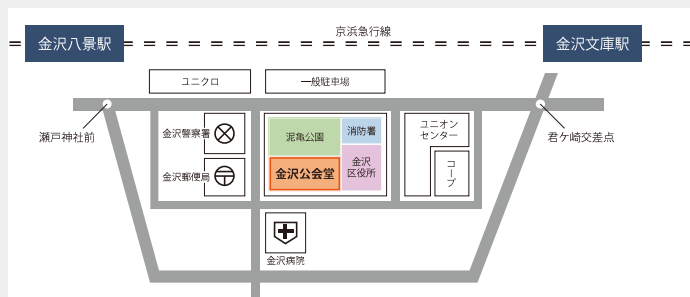 京浜急行線
金沢八景駅
金沢文庫駅
ユニクロ
一般駐車場
瀬戸神社前
金沢警察署
泥亀公園
消防署
ユニオン
センター
君ケ崎交差点
金沢郵便局
金沢公会堂
金沢
区役所
コープ
金沢病院